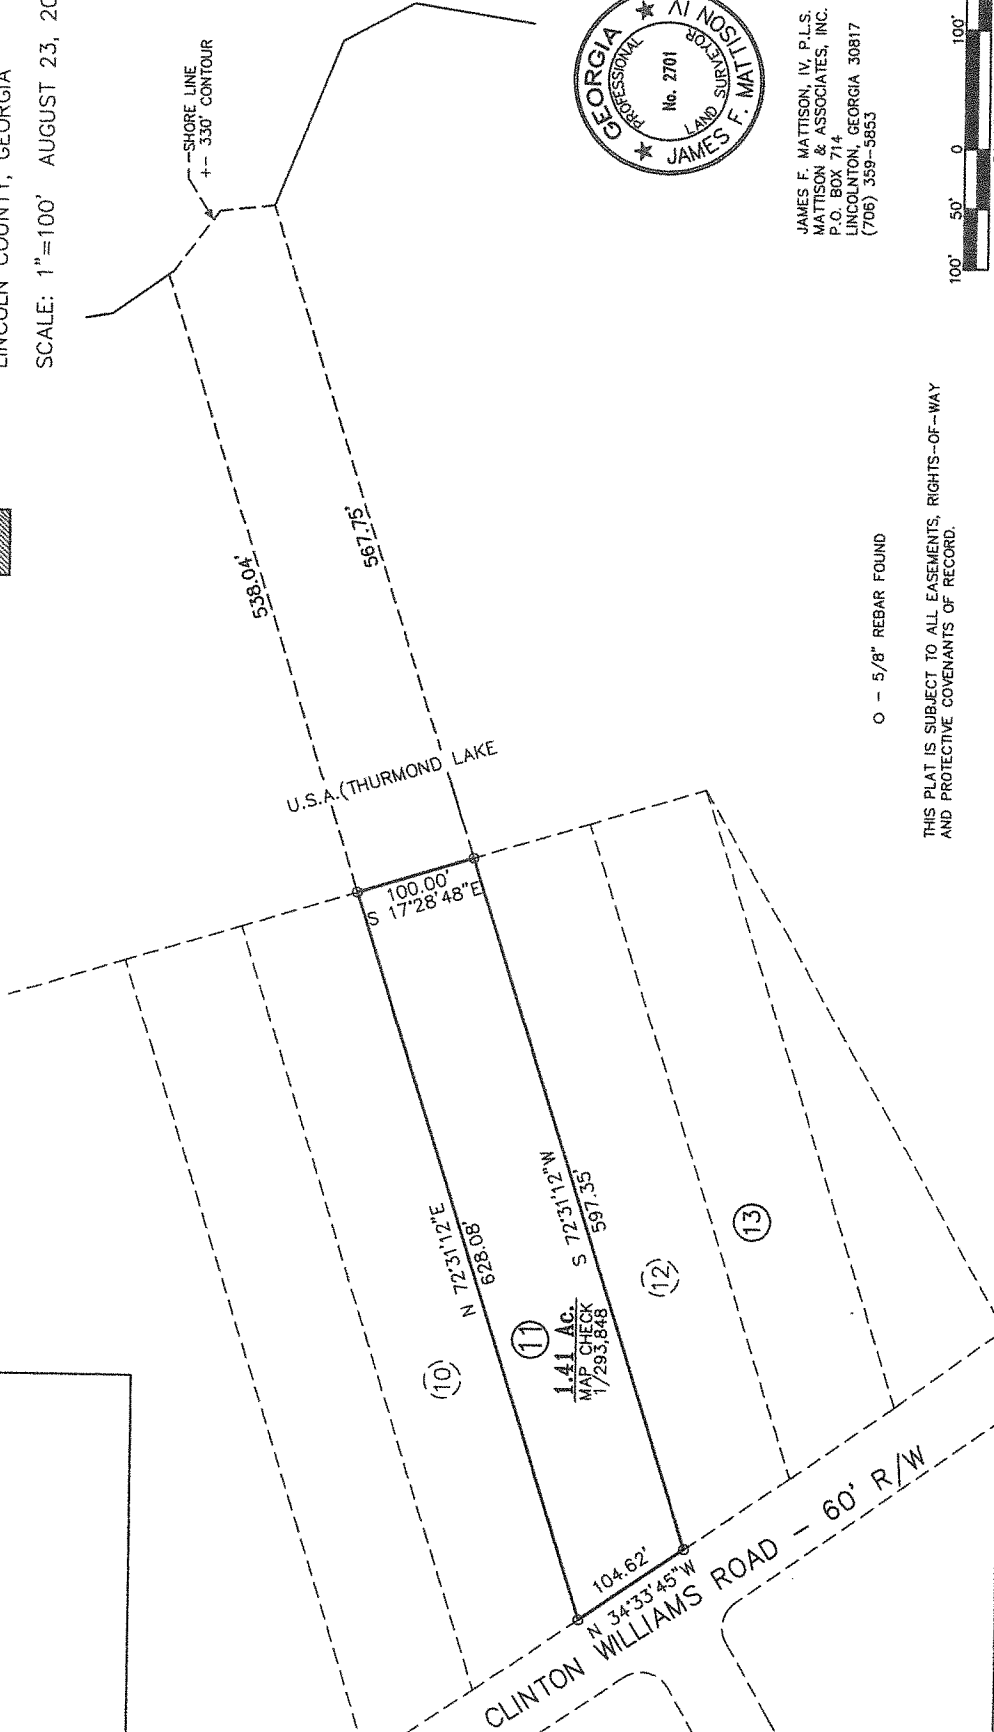 LINCOLN COUNTY, GEORGIA
SCALE: 1"=100' AUGUST 23, 20
SHORE LINE
+- 330' CONTOUR
538.04'
567.75'
U.S.A.(THURMOND LAKE
100.00'
S 17°28'48"E
N 72°31'12"E
628.08'
S 72°31'12"W
597.35'
10
11
1.41 Ac.
MAP CHECK
1/293,848
12
13
104.62'
N 34°33'45"W
CLINTON WILLIAMS ROAD - 60' R/W
★ GEORGIA ★
PROFESSIONAL
No. 2701
LAND SURVEYOR
JAMES F. MATTISON IV
JAMES F. MATTISON, IV, P.L.S.
MATTISON & ASSOCIATES, INC.
P.O. BOX 714
LINCOLNTON, GEORGIA 30817
(706) 359-5853
O - 5/8" REBAR FOUND
THIS PLAT IS SUBJECT TO ALL EASEMENTS, RIGHTS-OF-WAY
AND PROTECTIVE COVENANTS OF RECORD.
100' 50' 0 100'